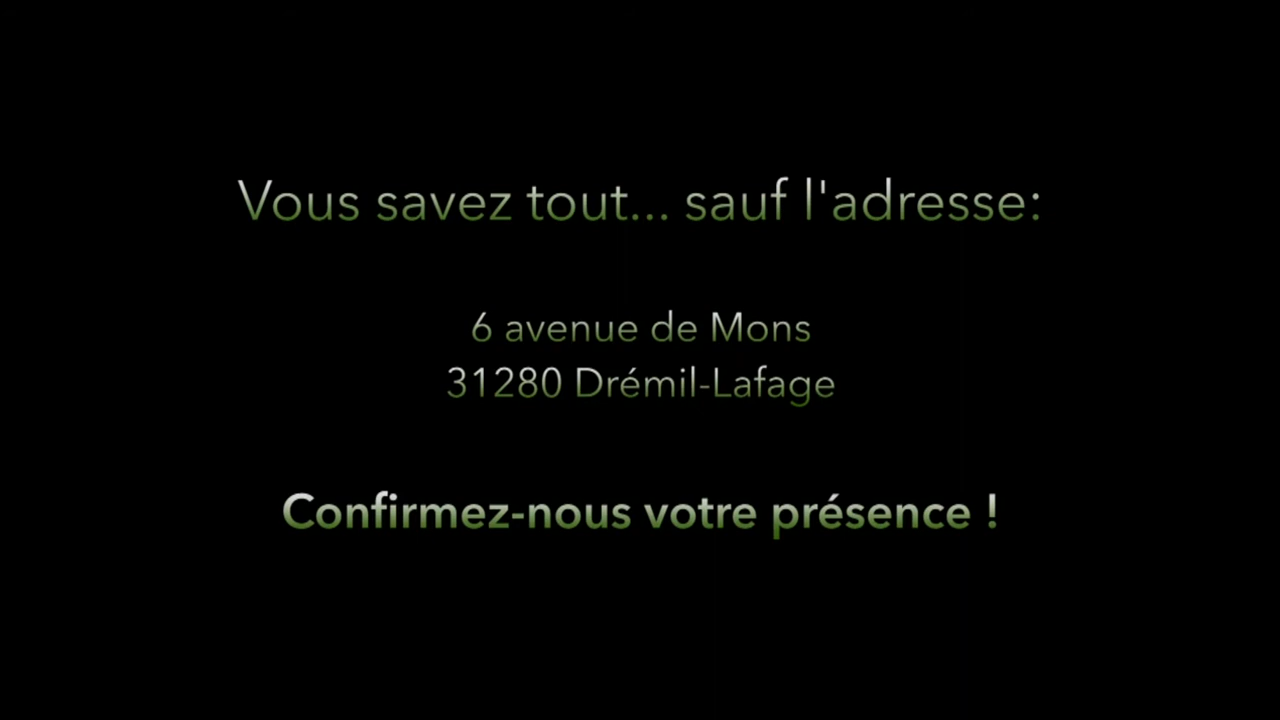 Vous savez tout... sauf l'adresse:
6 avenue de Mons
31280 Drémil-Lafage
Confirmez-nous votre présence !